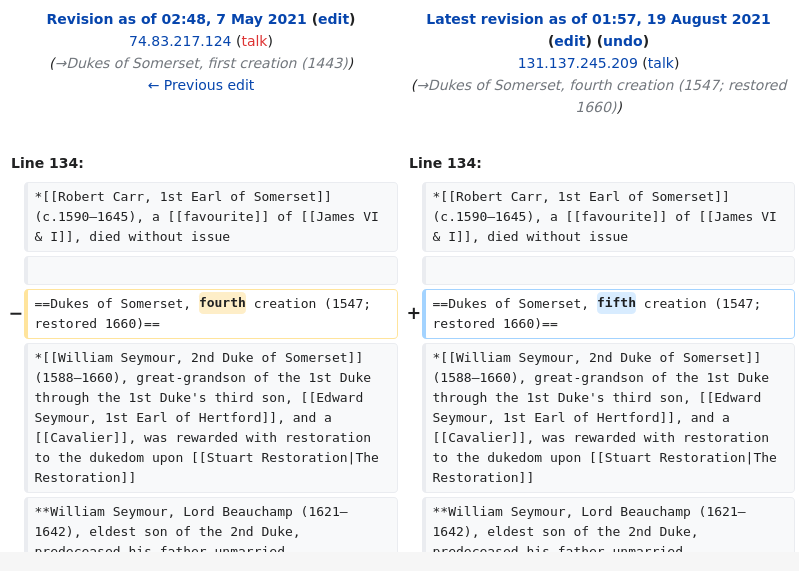 Revision as of 02:48, 7 May 2021 (edit)
74.83.217.124 (talk)
(→Dukes of Somerset, first creation (1443))
← Previous edit
Latest revision as of 01:57, 19 August 2021
(edit) (undo)
131.137.245.209 (talk)
(→Dukes of Somerset, fourth creation (1547; restored
1660))
Line 134:
Line 134:
*[[Robert Carr, 1st Earl of Somerset]]
(c.1590–1645), a [[favourite]] of [[James VI
& I]], died without issue
*[[Robert Carr, 1st Earl of Somerset]]
(c.1590–1645), a [[favourite]] of [[James VI
& I]], died without issue
− ==Dukes of Somerset, fourth creation (1547;
restored 1660)==
+ ==Dukes of Somerset, fifth creation (1547;
restored 1660)==
*[[William Seymour, 2nd Duke of Somerset]]
(1588–1660), great-grandson of the 1st Duke
through the 1st Duke's third son, [[Edward
Seymour, 1st Earl of Hertford]], and a
[[Cavalier]], was rewarded with restoration
to the dukedom upon [[Stuart Restoration|The
Restoration]]
*[[William Seymour, 2nd Duke of Somerset]]
(1588–1660), great-grandson of the 1st Duke
through the 1st Duke's third son, [[Edward
Seymour, 1st Earl of Hertford]], and a
[[Cavalier]], was rewarded with restoration
to the dukedom upon [[Stuart Restoration|The
Restoration]]
**William Seymour, Lord Beauchamp (1621–
1642), eldest son of the 2nd Duke,
predeceased his father unmarried
**William Seymour, Lord Beauchamp (1621–
1642), eldest son of the 2nd Duke,
predeceased his father unmarried